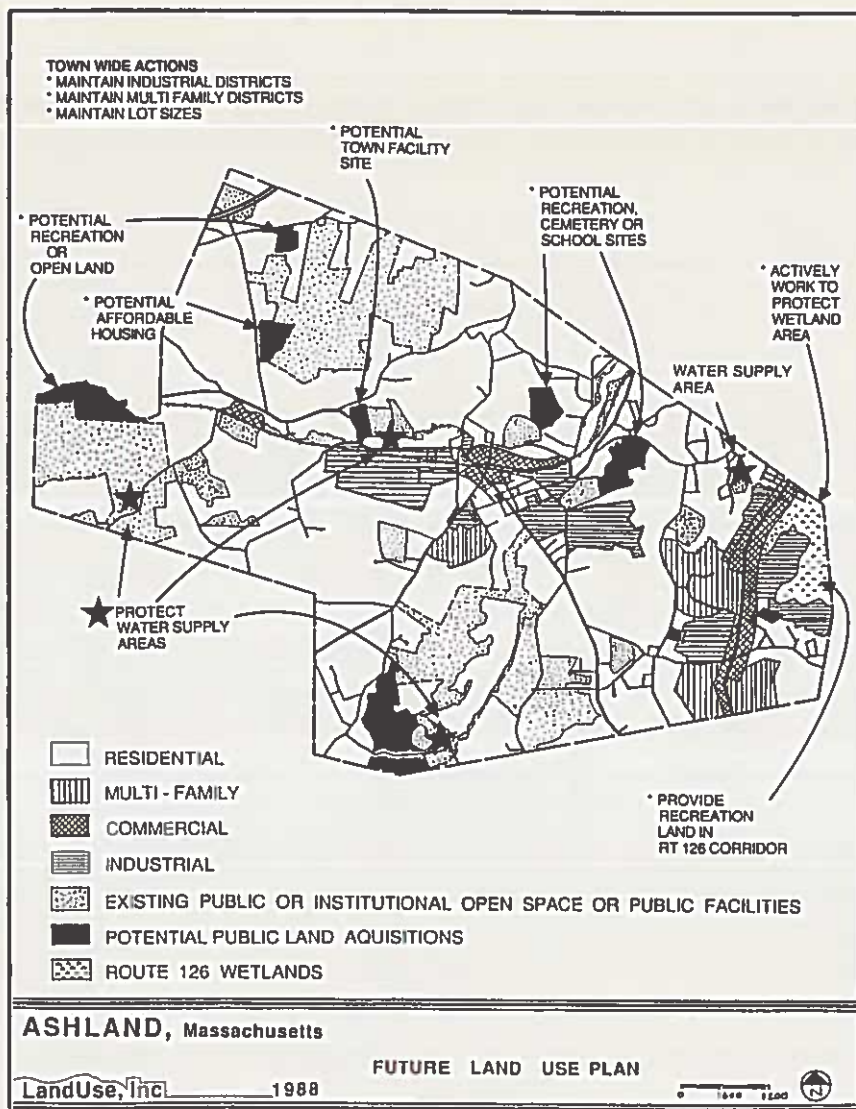 TOWN WIDE ACTIONS
* MAINTAIN INDUSTRIAL DISTRICTS
* MAINTAIN MULTI FAMILY DISTRICTS
* MAINTAIN LOT SIZES
* POTENTIAL
TOWN FACILITY
SITE
* POTENTIAL
RECREATION
OR
OPEN LAND
* POTENTIAL
RECREATION,
CEMETERY OR
SCHOOL SITES
* ACTIVELY
WORK TO
PROTECT
WETLAND
AREA
* POTENTIAL
AFFORDABLE
HOUSING
WATER SUPPLY
AREA
PROTECT
WATER SUPPLY
AREAS
* PROVIDE
RECREATION
LAND IN
RT 126 CORRIDOR
RESIDENTIAL
MULTI - FAMILY
COMMERCIAL
INDUSTRIAL
EXISTING PUBLIC OR INSTITUTIONAL OPEN SPACE OR PUBLIC FACILITIES
POTENTIAL PUBLIC LAND AQUISITIONS
ROUTE 126 WETLANDS
ASHLAND, Massachusetts
FUTURE LAND USE PLAN
LandUse, Inc 1988
0
N